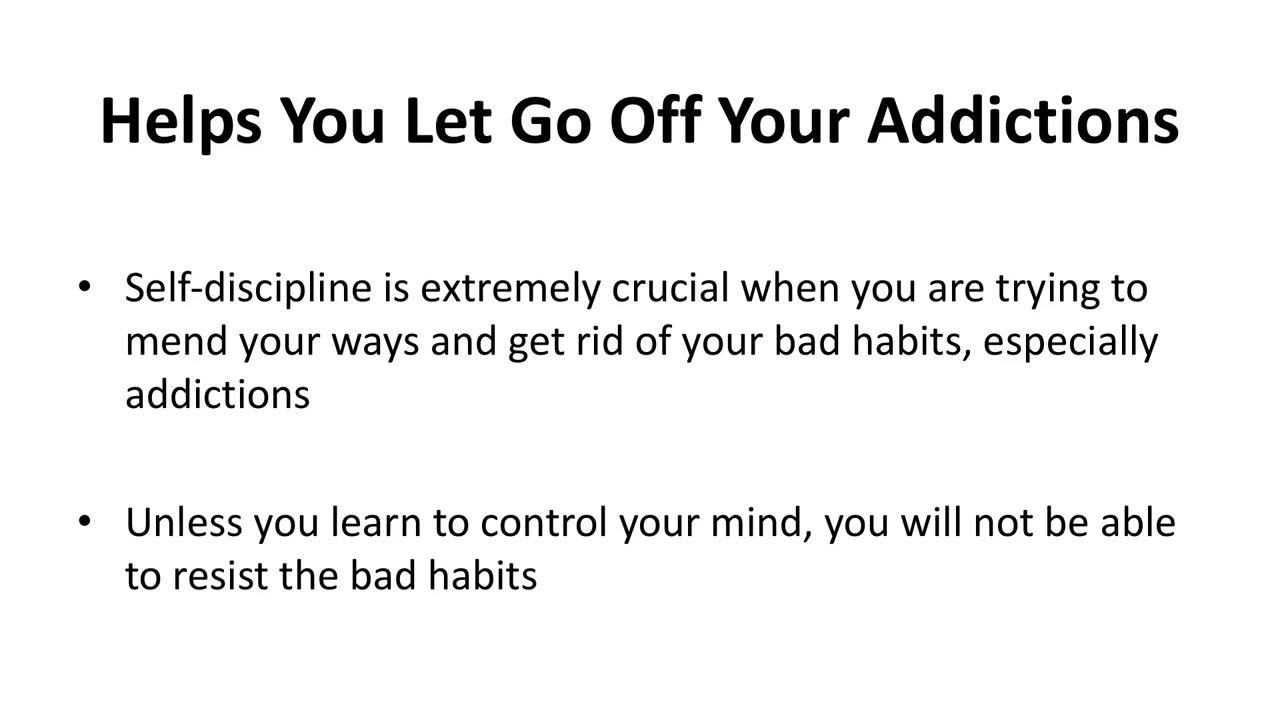 Helps You Let Go Off Your Addictions
• Self-discipline is extremely crucial when you are trying to
mend your ways and get rid of your bad habits, especially
addictions
• Unless you learn to control your mind, you will not be able
to resist the bad habits